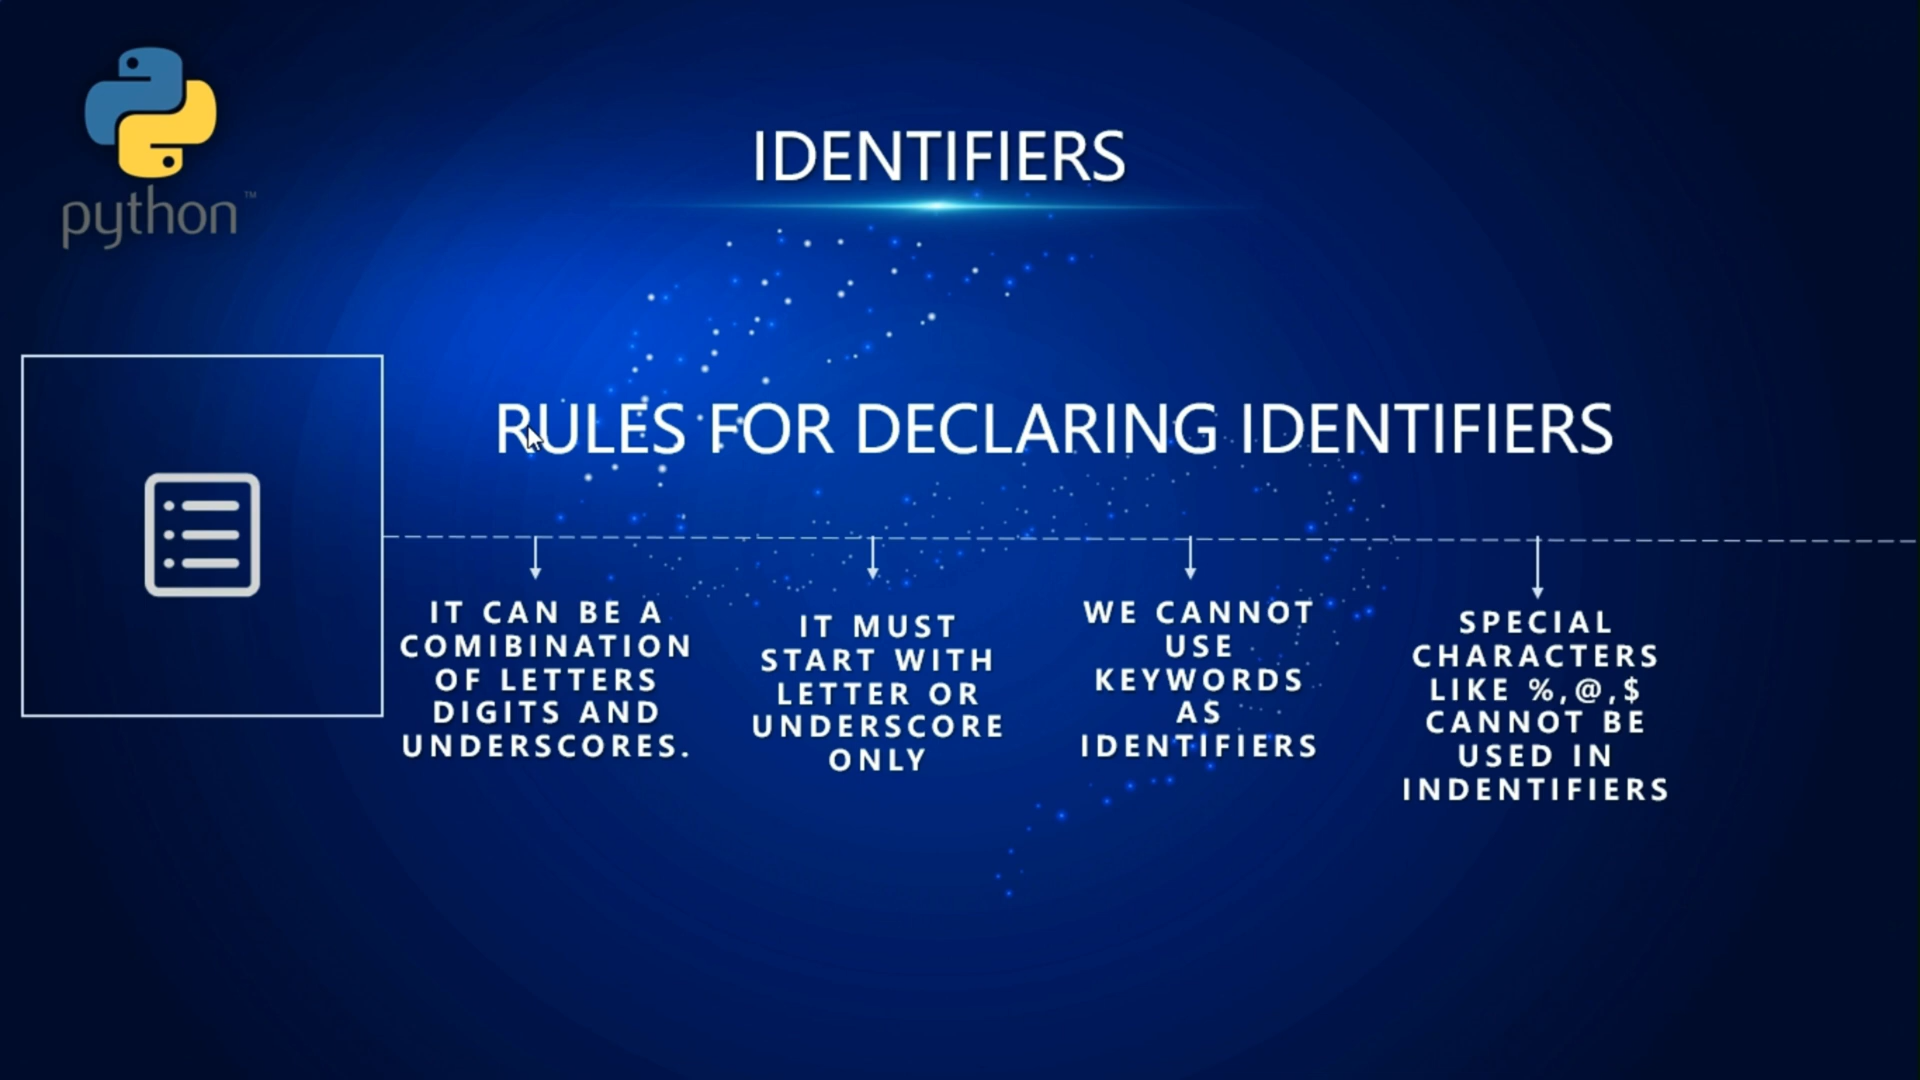 python™
IDENTIFIERS
RULES FOR DECLARING IDENTIFIERS
IT CAN BE A
COMIBINATION
OF LETTERS
DIGITS AND
UNDERSCORES.
IT MUST
START WITH
LETTER OR
UNDERSCORE
ONLY
WE CANNOT
USE
KEYWORDS
AS
IDENTIFIERS
SPECIAL
CHARACTERS
LIKE %,@,$
CANNOT BE
USED IN
INDENTIFIERS